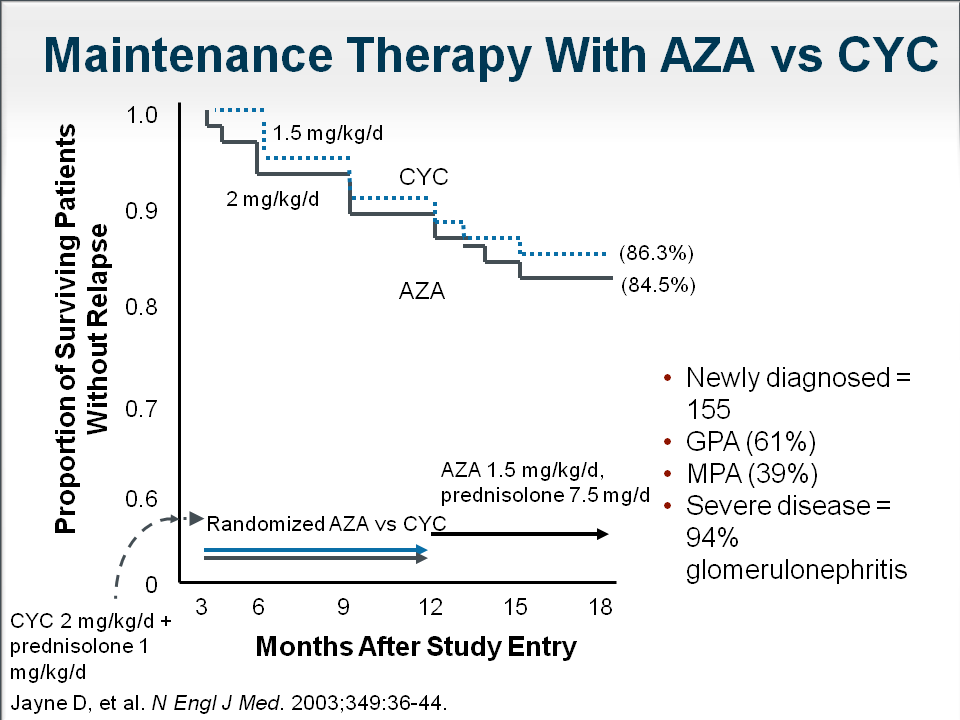 Maintenance Therapy With AZA vs CYC
Proportion of Surviving Patients
Without Relapse
1.0
0.9
0.8
0.7
0.6
0
1.5 mg/kg/d
2 mg/kg/d
CYC
AZA
(86.3%)
(84.5%)
• Newly diagnosed =
155
• GPA (61%)
• MPA (39%)
• Severe disease =
94%
glomerulonephritis
AZA 1.5 mg/kg/d,
prednisolone 7.5 mg/d
Randomized AZA vs CYC
3 6 9 12 15 18
Months After Study Entry
CYC 2 mg/kg/d +
prednisolone 1
mg/kg/d
Jayne D, et al. N Engl J Med. 2003;349:36-44.